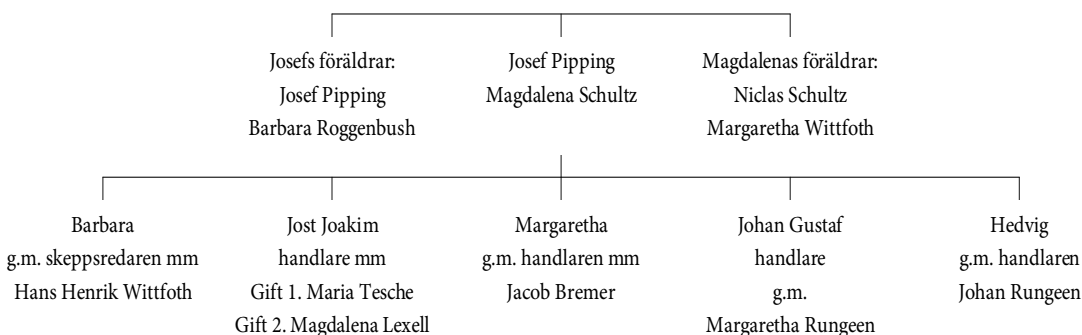 Josefs föräldrar:
Josef Pipping
Barbara Roggenbush
Josef Pipping
Magdalena Schultz
Magdalenas föräldrar:
Niclas Schultz
Margaretha Wittfoth
Barbara
g.m. skeppsredaren mm
Hans Henrik Wittfoth
Jost Joakim
handlare mm
Gift 1. Maria Tesche
Gift 2. Magdalena Lexell
Margaretha
g.m. handlaren mm
Jacob Bremer
Johan Gustaf
handlare
g.m.
Margaretha Rungeen
Hedvig
g.m. handlaren
Johan Rungeen